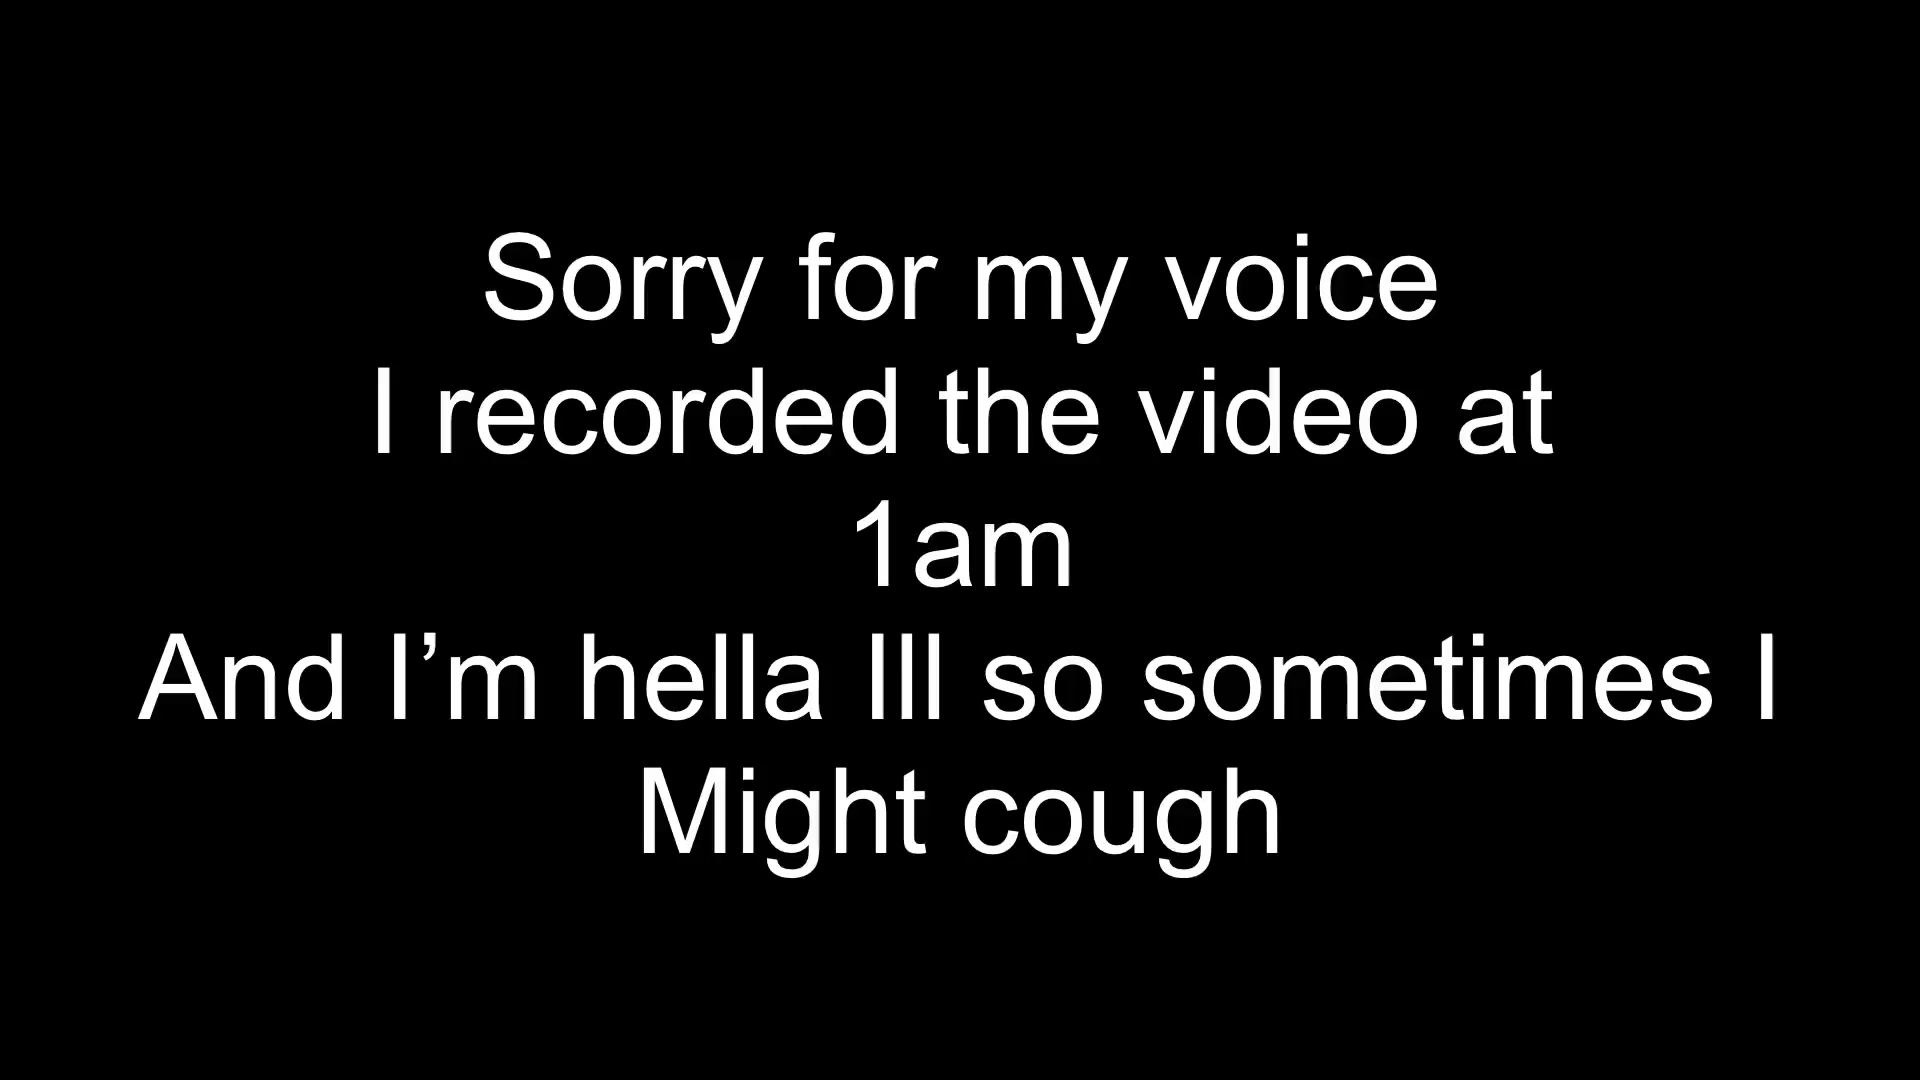 Sorry for my voice
I recorded the video at
1am
And I’m hella Ill so sometimes I
Might cough